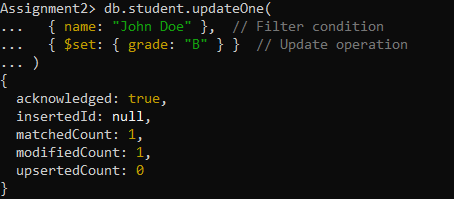 Assignment2> db.student.updateOne(
...   { name: "John Doe" },  // Filter condition
...   { $set: { grade: "B" } }  // Update operation
... )
{
  acknowledged: true,
  insertedId: null,
  matchedCount: 1,
  modifiedCount: 1,
  upsertedCount: 0
}